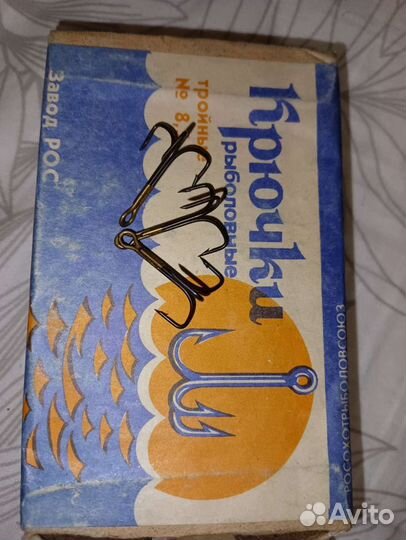 Завод РОС
Крючки
рыболовные
тройные
№ 8,
РОСОХОТРЫБОЛОВСОЮЗ
Avito